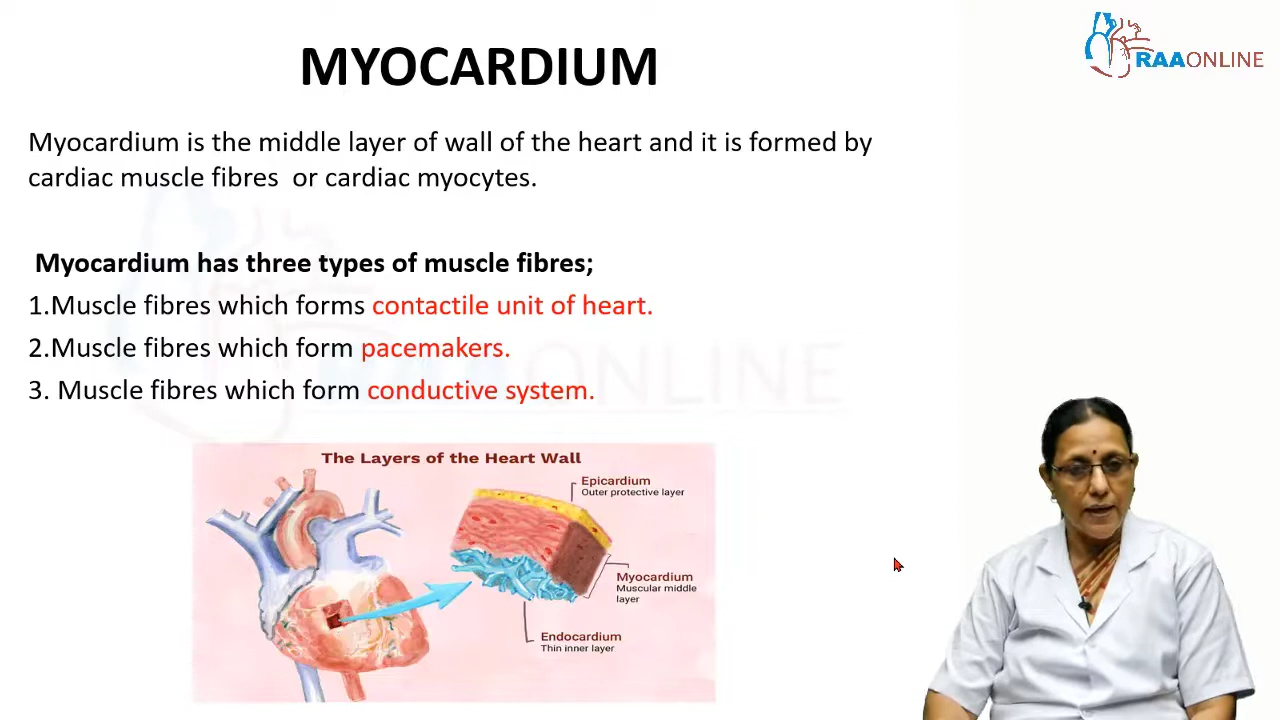 MYOCARDIUM
RAAONLINE
Myocardium is the middle layer of wall of the heart and it is formed by
cardiac muscle fibres or cardiac myocytes.
Myocardium has three types of muscle fibres;
1.Muscle fibres which forms contactile unit of heart.
2.Muscle fibres which form pacemakers.
3. Muscle fibres which form conductive system.
RAAONLINE
The Layers of the Heart Wall
Epicardium
Outer protective layer
Myocardium
Muscular middle
layer
Endocardium
Thin inner layer